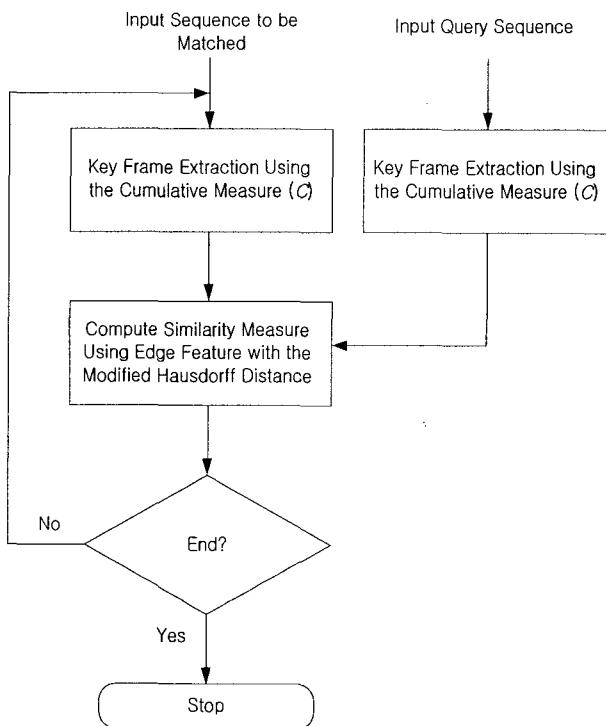 Input Sequence to be
Matched
Input Query Sequence
Key Frame Extraction Using
the Cumulative Measure (C)
Key Frame Extraction Using
the Cumulative Measure (C)
Compute Similarity Measure
Using Edge Feature with the
Modified Hausdorff Distance
No
End?
Yes
Stop